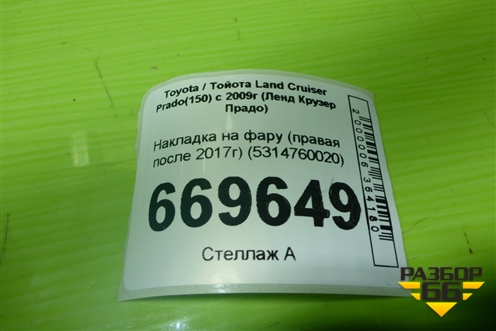 Toyota / Тойота Land Cruiser
Prado(150) с 2009г (Ленд Крузер
Прадо)
Накладка на фару (правая
после 2017г) (5314760020)
669649
Стеллаж А
2000006364160
РАЗБОР
66